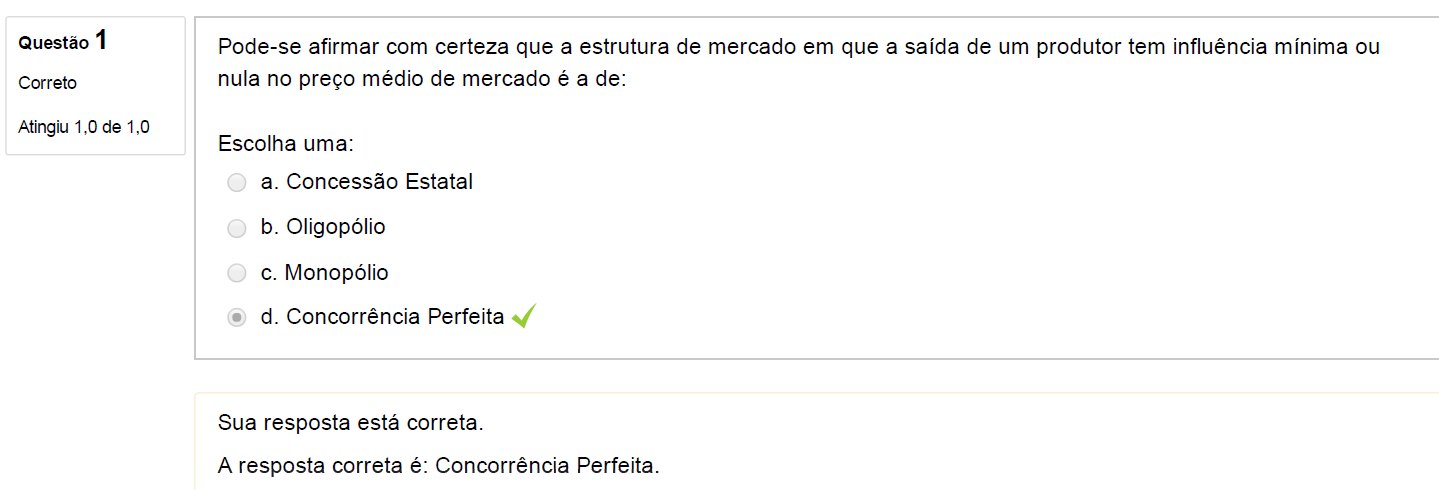 Questão 1
Correto
Atingiu 1,0 de 1,0
Pode-se afirmar com certeza que a estrutura de mercado em que a saída de um produtor tem influência mínima ou
nula no preço médio de mercado é a de:
Escolha uma:
a. Concessão Estatal
b. Oligopólio
c. Monopólio
d. Concorrência Perfeita
Sua resposta está correta.
A resposta correta é: Concorrência Perfeita.